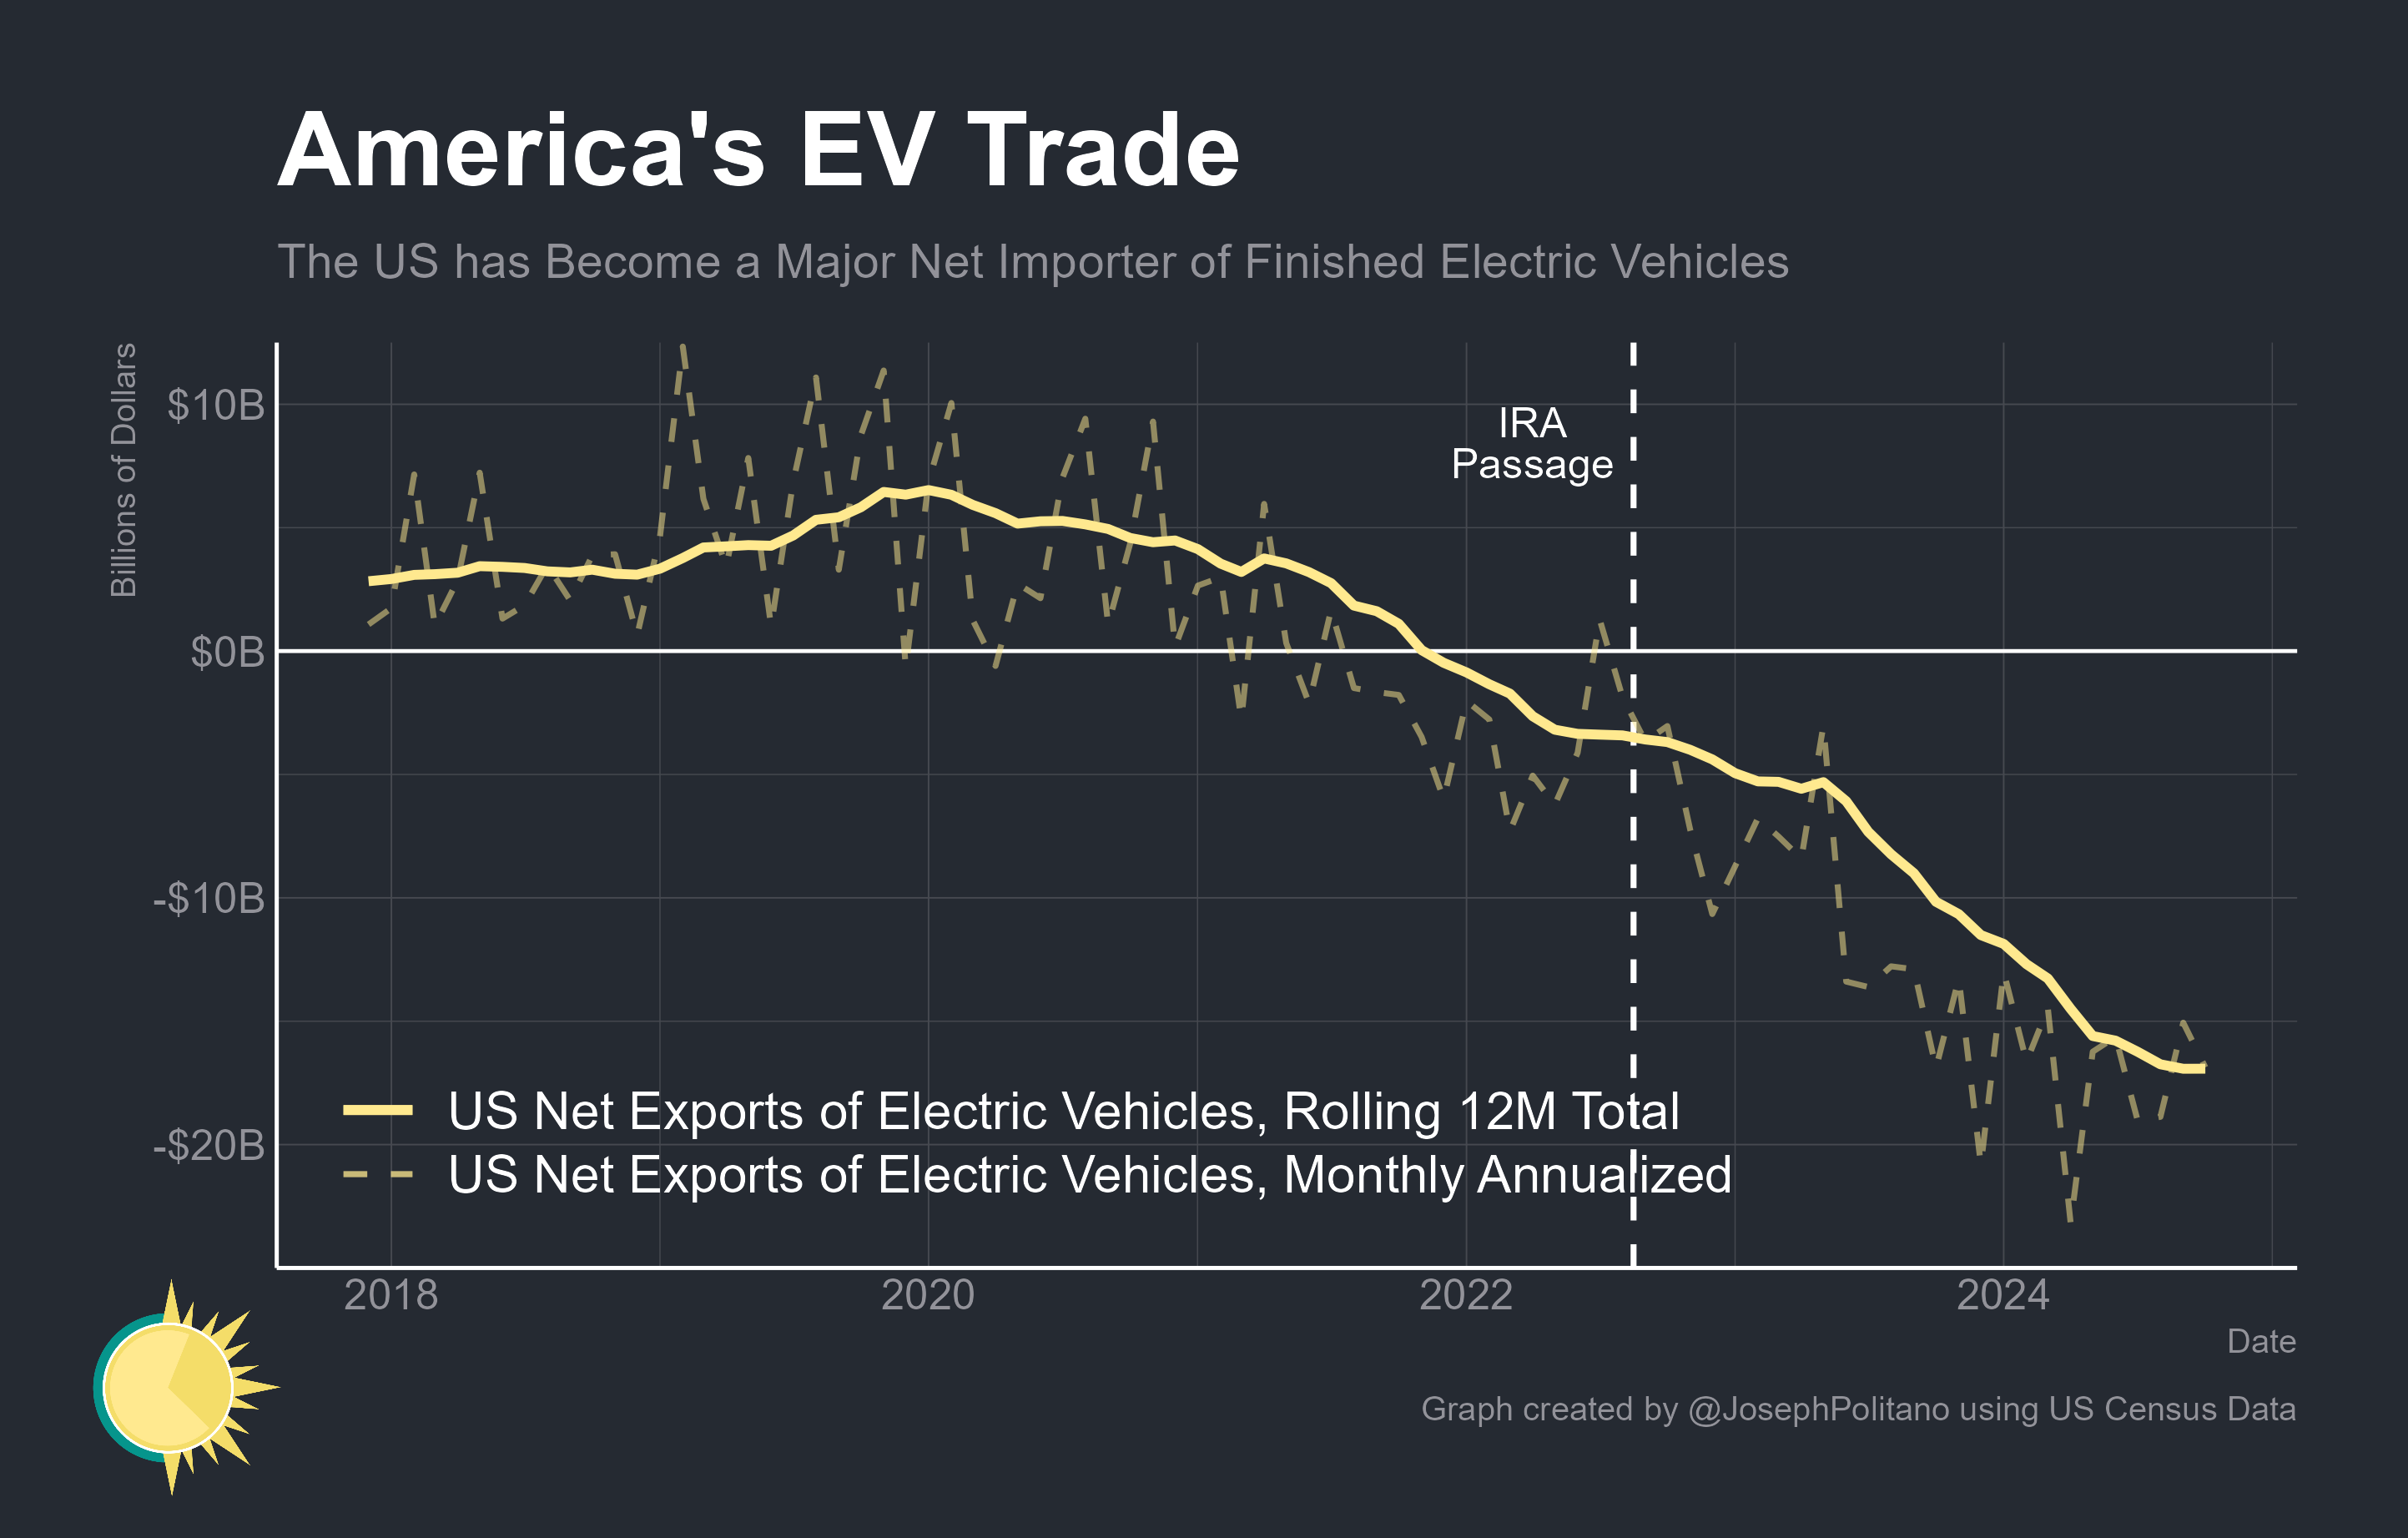 America's EV Trade
The US has Become a Major Net Importer of Finished Electric Vehicles
Billions of Dollars
$10B
$0B
-$10B
-$20B
IRA
Passage
US Net Exports of Electric Vehicles, Rolling 12M Total
US Net Exports of Electric Vehicles, Monthly Annualized
2018
2020
2022
2024
Date
Graph created by @JosephPolitano using US Census Data